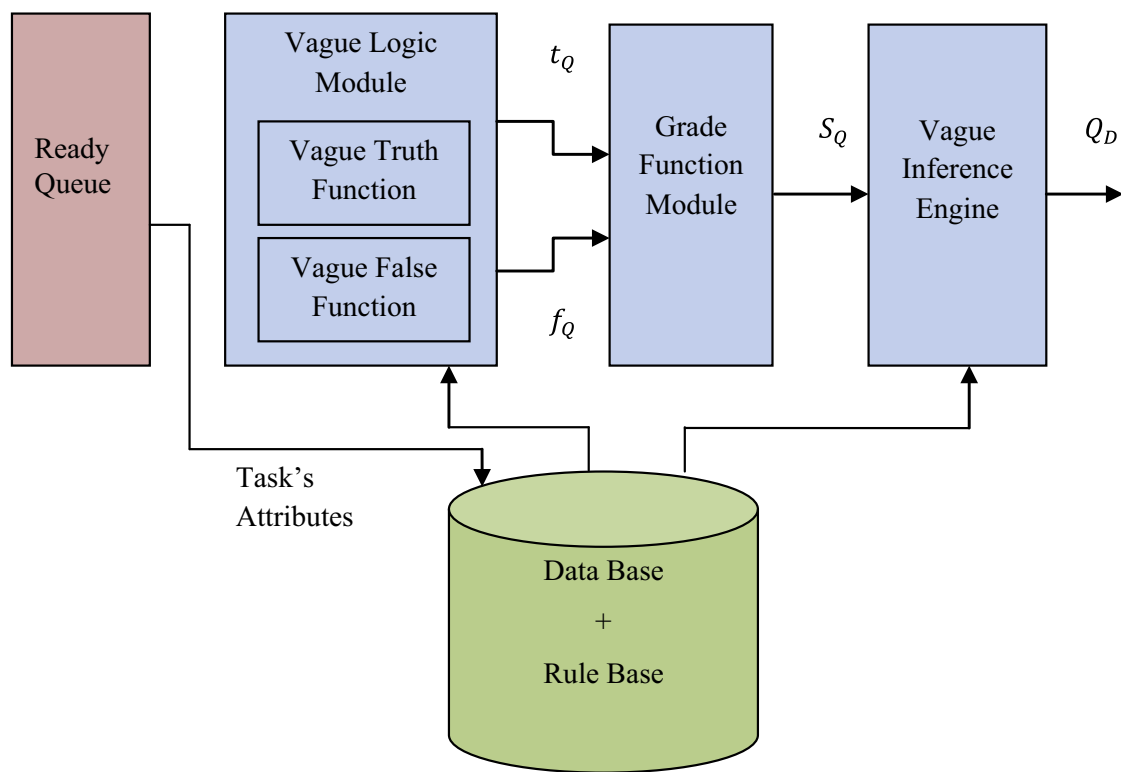 Ready
Queue
Vague Logic
Module
Vague Truth
Function
Vague False
Function
t_Q
f_Q
Grade
Function
Module
S_Q
Vague
Inference
Engine
Q_D
Task’s
Attributes
Data Base
+
Rule Base